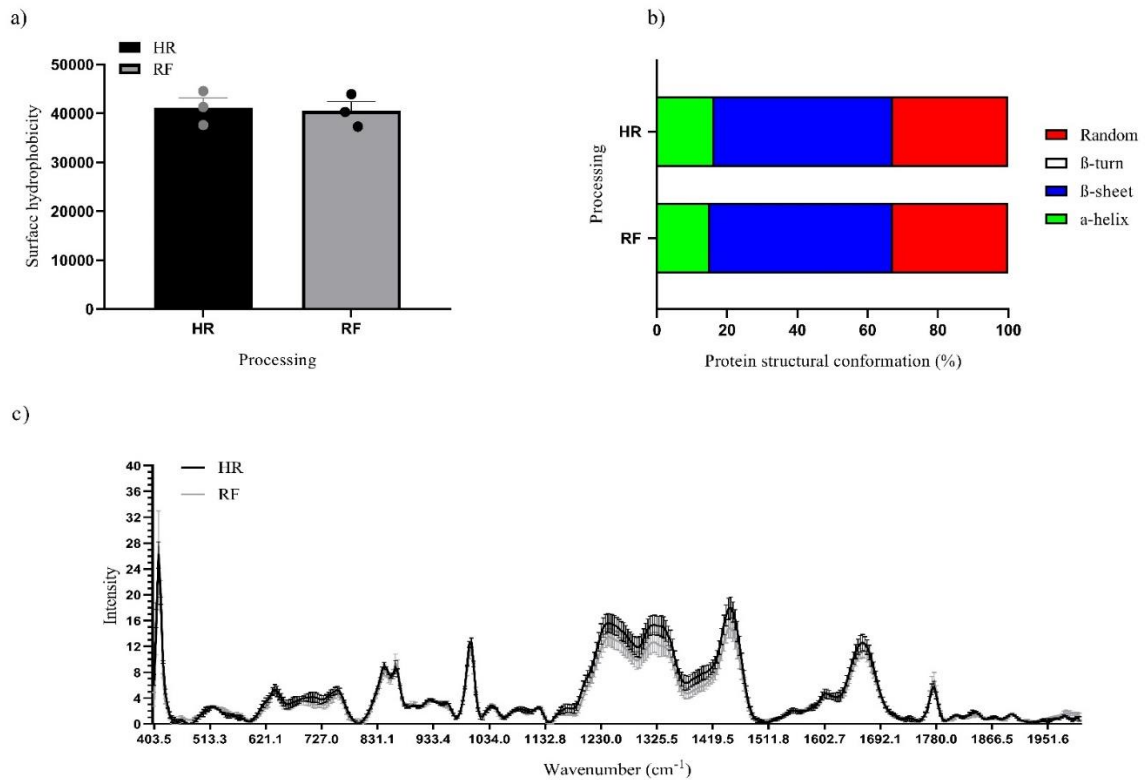 a)
HR
RF
50000
40000
30000
20000
10000
0
Surface hydrophobicity
HR
RF
Processing
b)
HR
RF
Processing
0
20
40
60
80
100
Protein structural conformation (%)
Random
ß-turn
ß-sheet
a-helix
c)
HR
RF
40
36
32
28
24
20
16
12
8
4
0
Intensity
403.5
513.3
621.1
727.0
831.1
933.4
1034.0
1132.8
1230.0
1325.5
1419.5
1511.8
1602.7
1692.1
1780.0
1866.5
1951.6
Wavenumber (cm⁻¹)